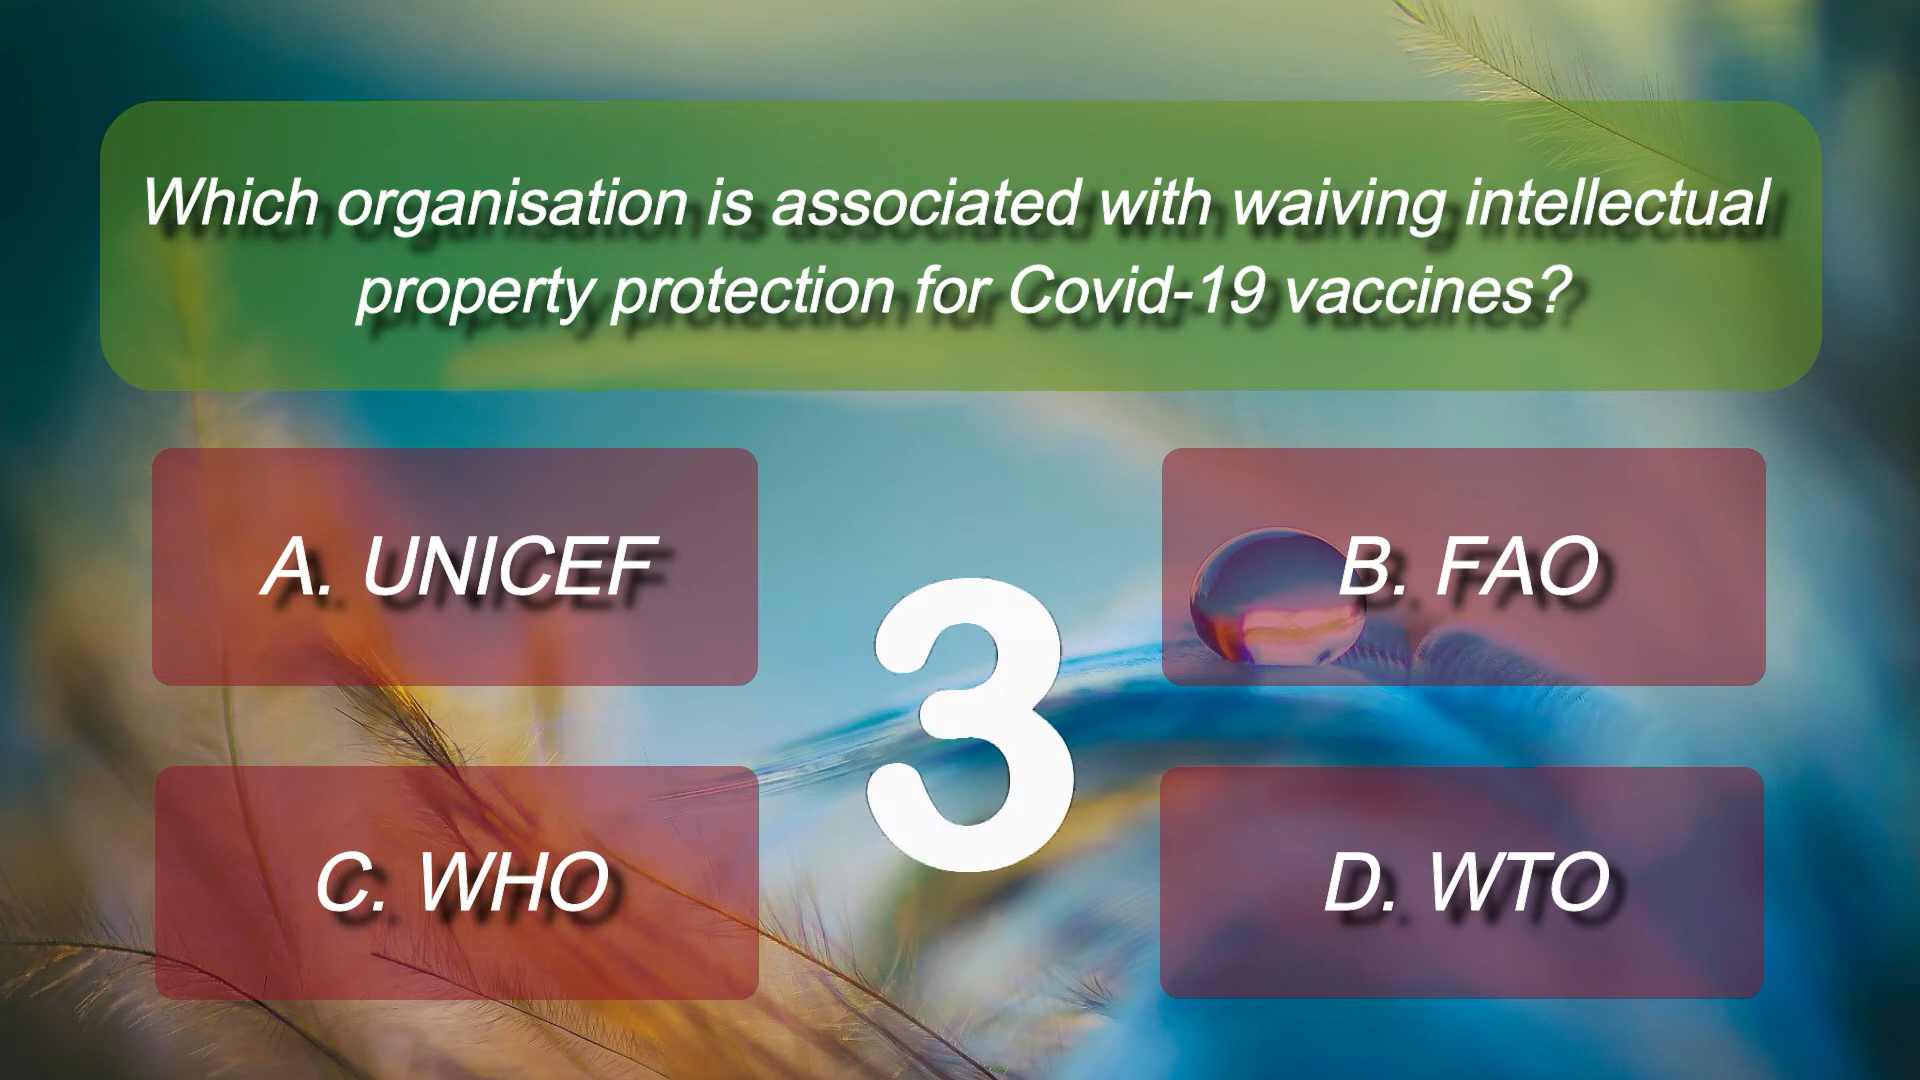 Which organisation is associated with waiving intellectual
property protection for Covid-19 vaccines?
A. UNICEF
B. FAO
3
C. WHO
D. WTO